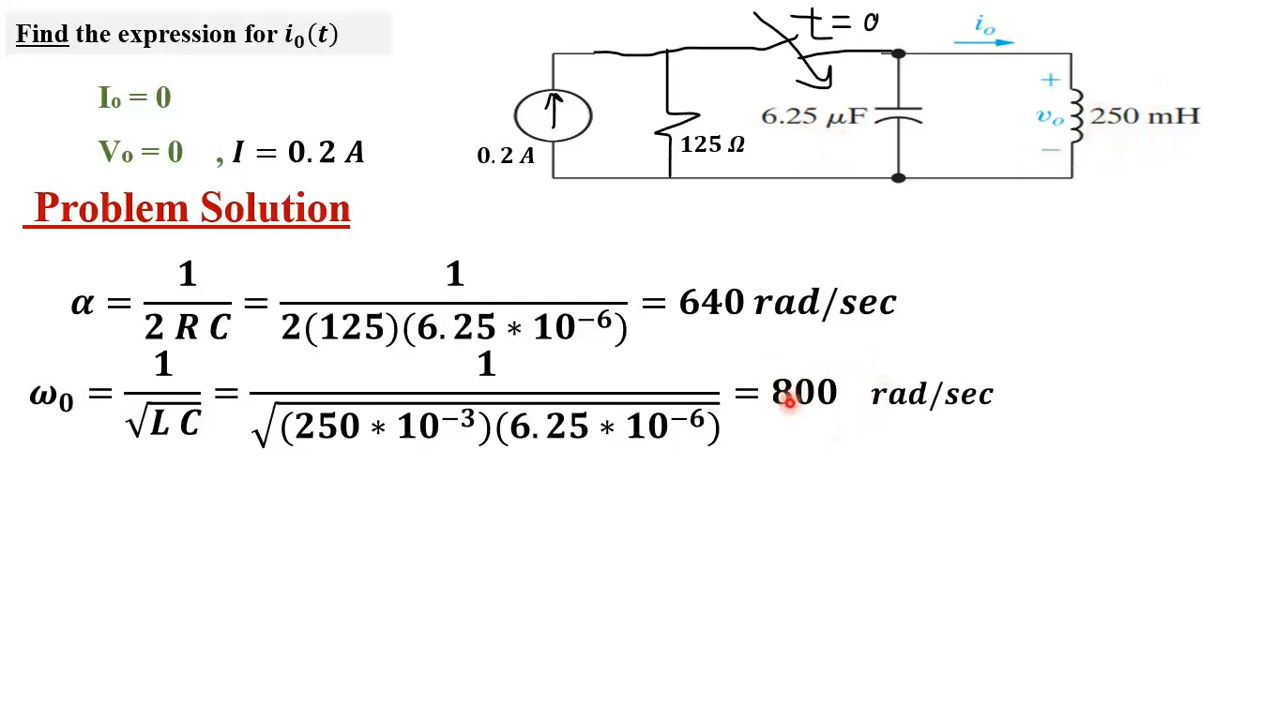 Find the expression for i₀(t)
I₀ = 0
V₀ = 0 , I = 0.2 A
t = 0
i₀
0.2 A
125 Ω
6.25 μF
+
v₀
−
250 mH
Problem Solution
α = 1 / (2 R C) = 1 / (2(125)(6.25 * 10⁻⁶)) = 640 rad/sec
ω₀ = 1 / √(L C) = 1 / √((250 * 10⁻³)(6.25 * 10⁻⁶)) = 800 rad/sec